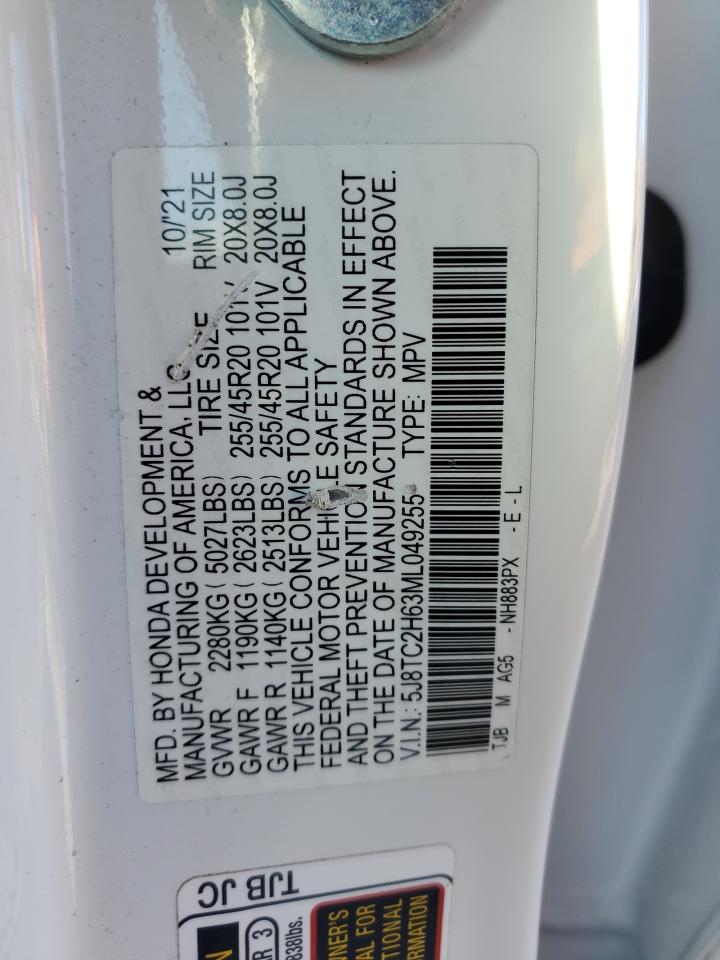 MFD. BY HONDA DEVELOPMENT & 10/'21
MANUFACTURING OF AMERICA, LLC
TIRE SIZE RIM SIZE
GVWR 2280KG ( 5027LBS)
GAWR F 1190KG ( 2623LBS) 255/45R20 101V 20X8.0J
GAWR R 1140KG ( 2513LBS) 255/45R20 101V 20X8.0J
THIS VEHICLE CONFORMS TO ALL APPLICABLE
FEDERAL MOTOR VEHICLE SAFETY
AND THEFT PREVENTION STANDARDS IN EFFECT
ON THE DATE OF MANUFACTURE SHOWN ABOVE.
V.I.N.: 5J8TC2H63ML049255 TYPE: MPV
TJB M AG5 - NH883PX - E - L
TJB JC
3
838lbs.
FOR